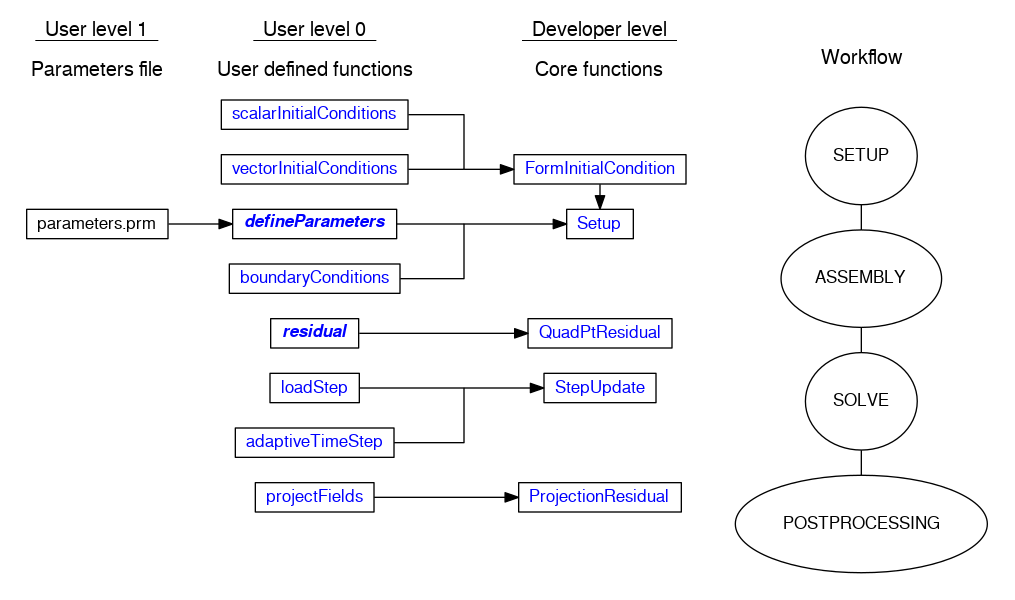 User level 1
User level 0
Developer level
Workflow
Parameters file
User defined functions
Core functions
scalarInitialConditions
vectorInitialConditions
FormInitialCondition
SETUP
parameters.prm
defineParameters
Setup
boundaryConditions
ASSEMBLY
residual
QuadPtResidual
loadStep
StepUpdate
SOLVE
adaptiveTimeStep
projectFields
ProjectionResidual
POSTPROCESSING